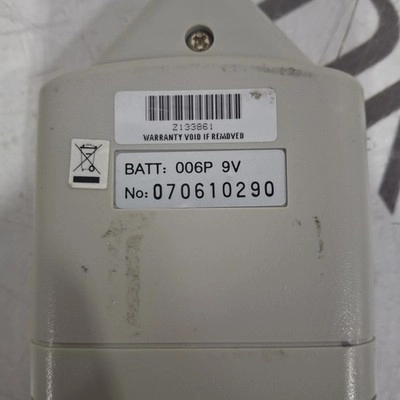 Z133861
WARRANTY VOID IF REMOVED
BATT: 006P 9V
No: 070610290